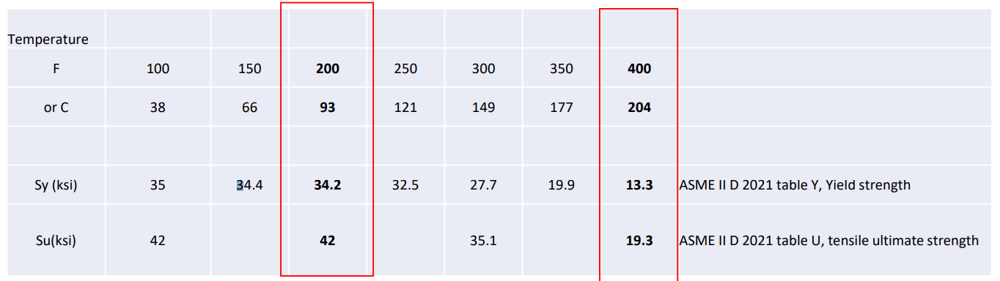 Temperature
F 100 150 200 250 300 350 400
or C 38 66 93 121 149 177 204
Sy (ksi) 35 34.4 34.2 32.5 27.7 19.9 13.3 ASME II D 2021 table Y, Yield strength
Su(ksi) 42 42 35.1 19.3 ASME II D 2021 table U, tensile ultimate strength